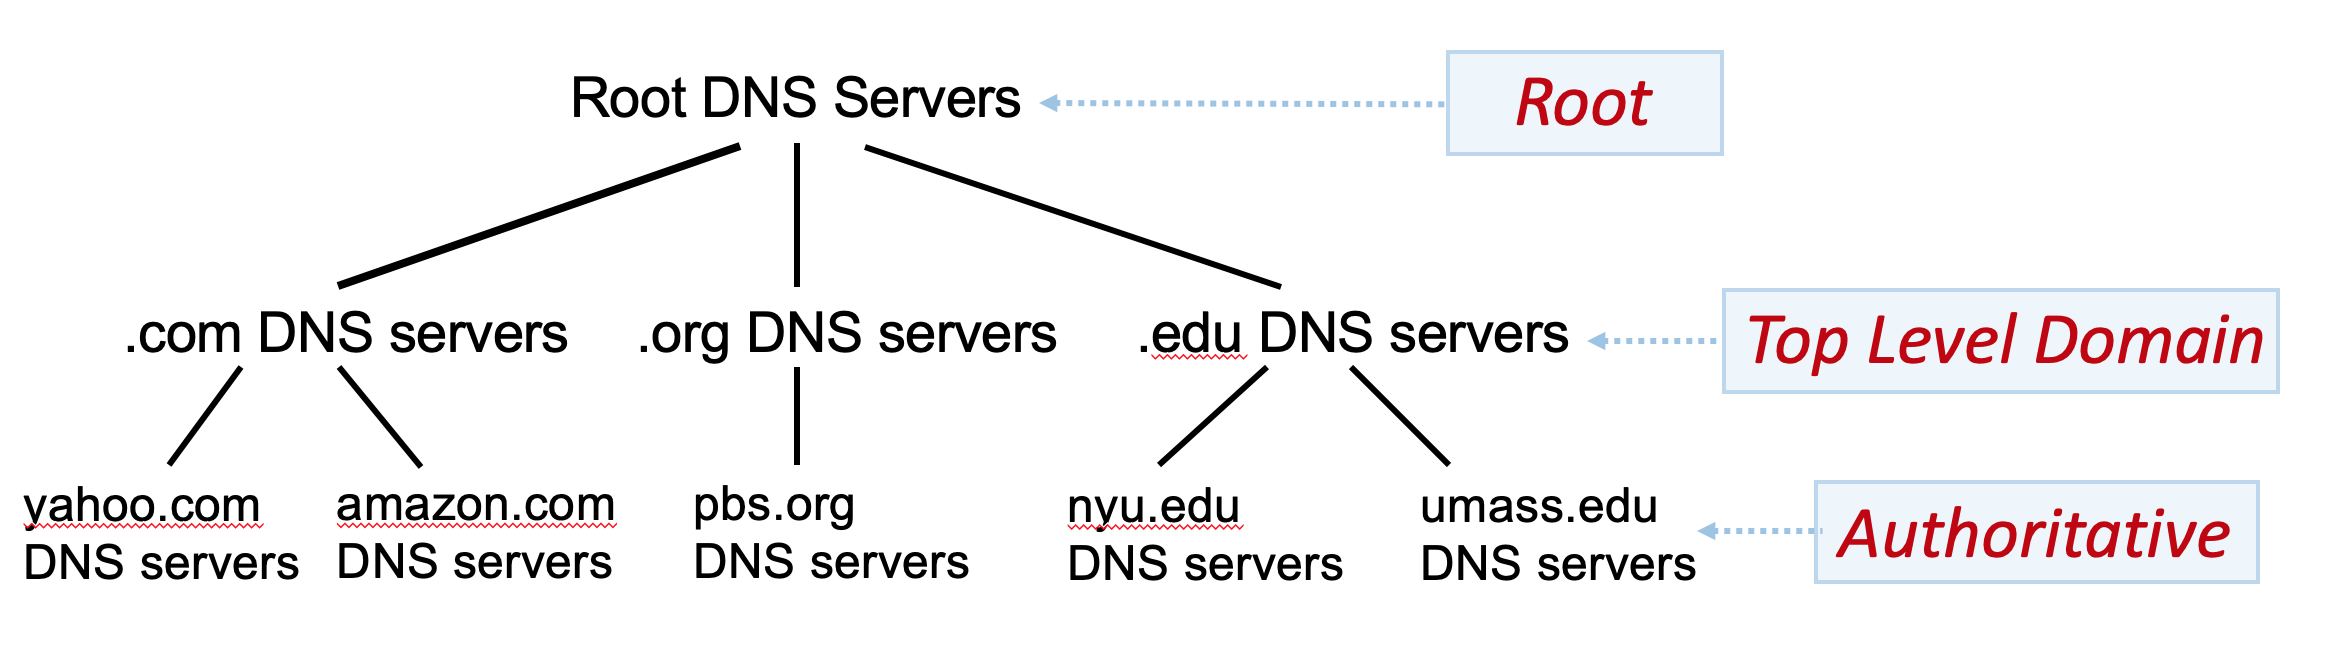 Root DNS Servers
Root
.com DNS servers
.org DNS servers
.edu DNS servers
Top Level Domain
yahoo.com
DNS servers
amazon.com
DNS servers
pbs.org
DNS servers
nyu.edu
DNS servers
umass.edu
DNS servers
Authoritative